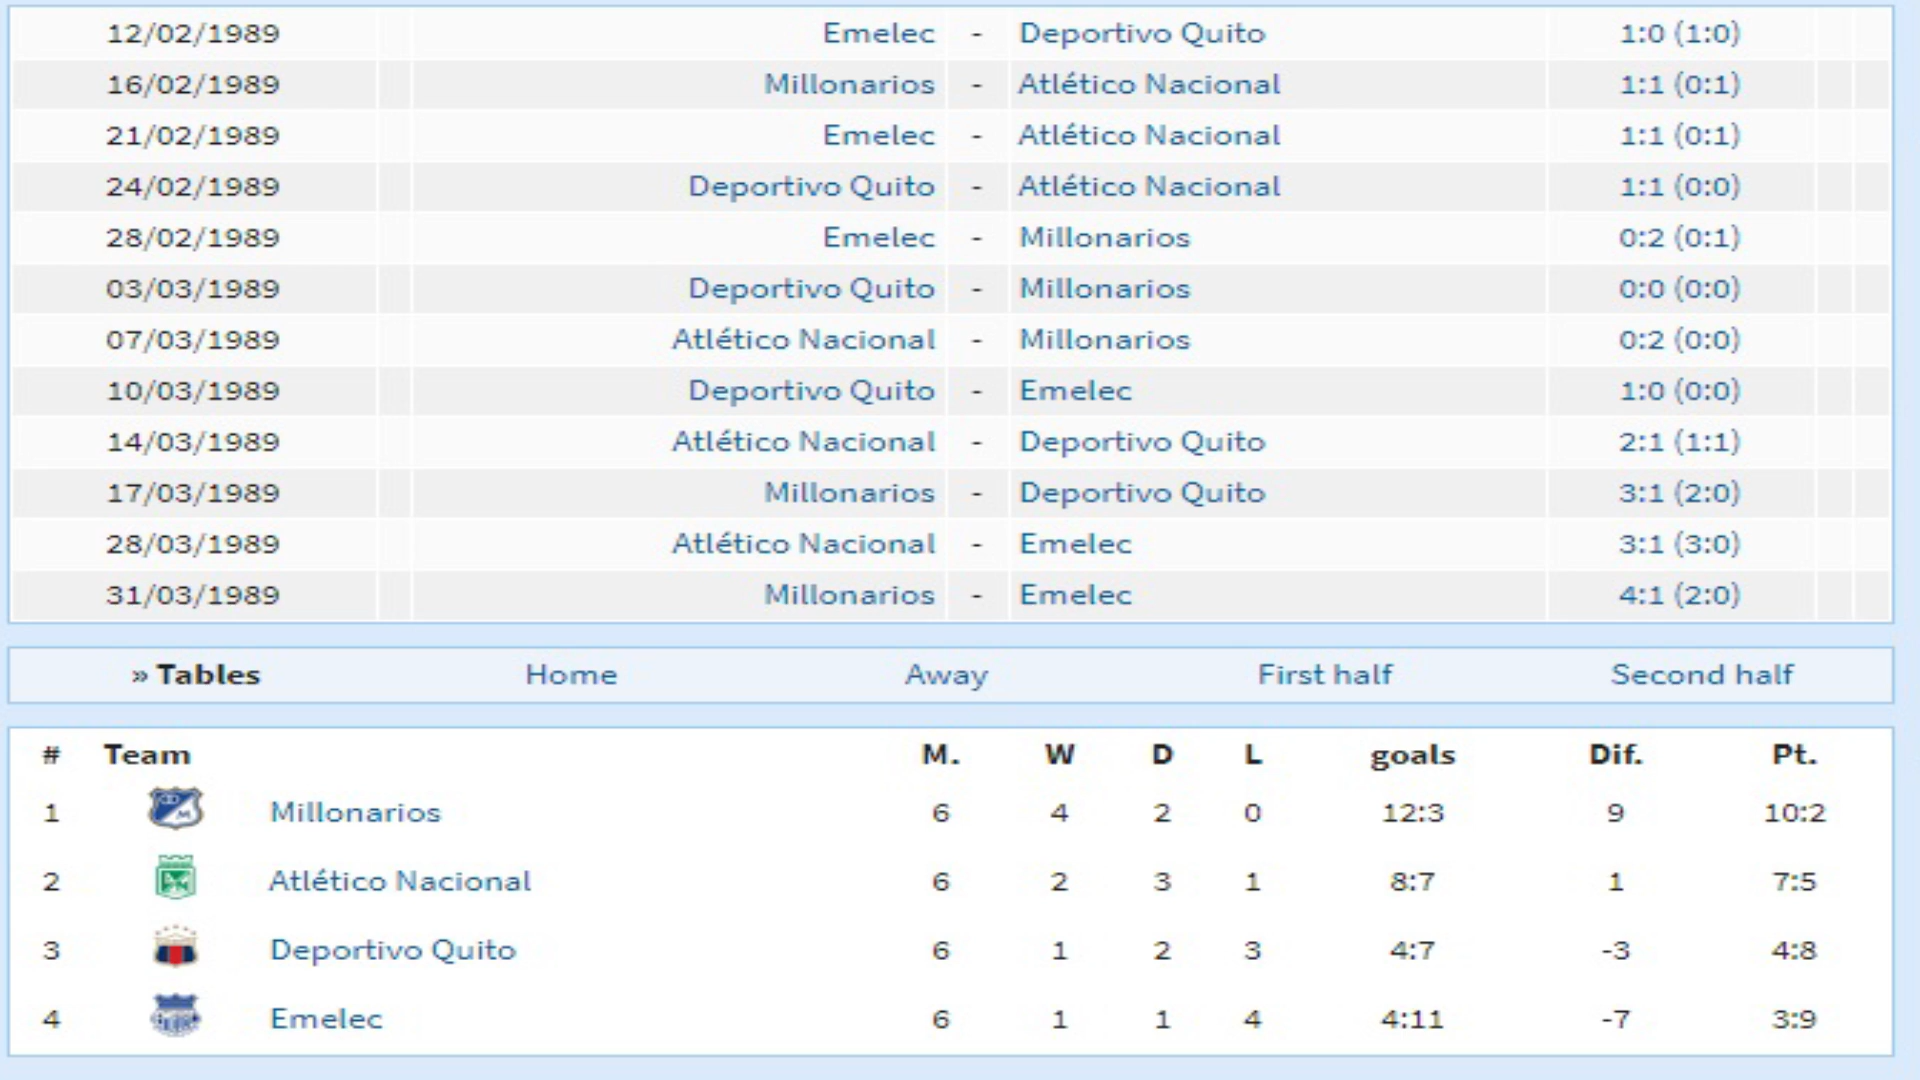 12/02/1989 Emelec - Deportivo Quito 1:0 (1:0)
16/02/1989 Millonarios - Atlético Nacional 1:1 (0:1)
21/02/1989 Emelec - Atlético Nacional 1:1 (0:1)
24/02/1989 Deportivo Quito - Atlético Nacional 1:1 (0:0)
28/02/1989 Emelec - Millonarios 0:2 (0:1)
03/03/1989 Deportivo Quito - Millonarios 0:0 (0:0)
07/03/1989 Atlético Nacional - Millonarios 0:2 (0:0)
10/03/1989 Deportivo Quito - Emelec 1:0 (0:0)
14/03/1989 Atlético Nacional - Deportivo Quito 2:1 (1:1)
17/03/1989 Millonarios - Deportivo Quito 3:1 (2:0)
28/03/1989 Atlético Nacional - Emelec 3:1 (3:0)
31/03/1989 Millonarios - Emelec 4:1 (2:0)
» Tables Home Away First half Second half
# Team M. W D L goals Dif. Pt.
1 Millonarios 6 4 2 0 12:3 9 10:2
2 Atlético Nacional 6 2 3 1 8:7 1 7:5
3 Deportivo Quito 6 1 2 3 4:7 -3 4:8
4 Emelec 6 1 1 4 4:11 -7 3:9